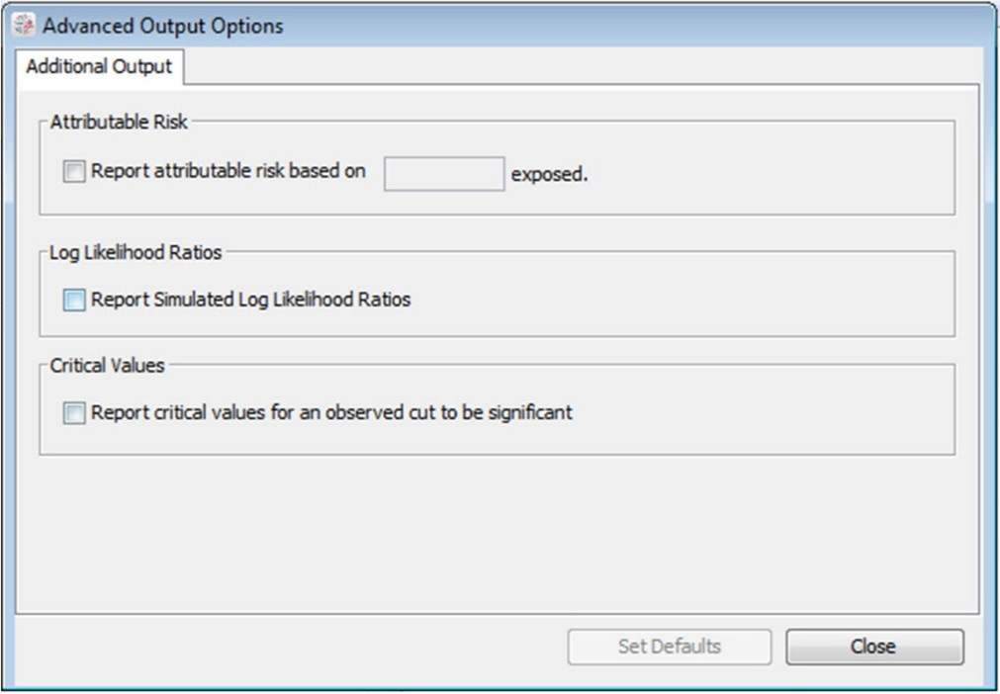 Advanced Output Options
Additional Output
Attributable Risk
Report attributable risk based on exposed.
Log Likelihood Ratios
Report Simulated Log Likelihood Ratios
Critical Values
Report critical values for an observed cut to be significant
Set Defaults Close